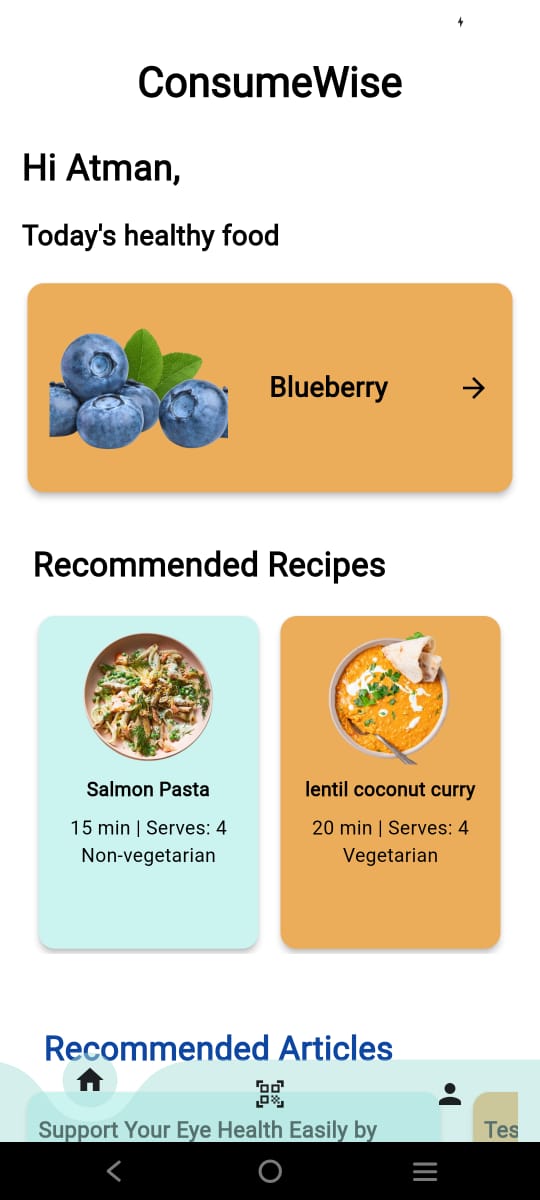 ConsumeWise
Hi Atman,
Today's healthy food
Blueberry
Recommended Recipes
Salmon Pasta
15 min | Serves: 4
Non-vegetarian
lentil coconut curry
20 min | Serves: 4
Vegetarian
Recommended Articles
Support Your Eye Health Easily by
Tes